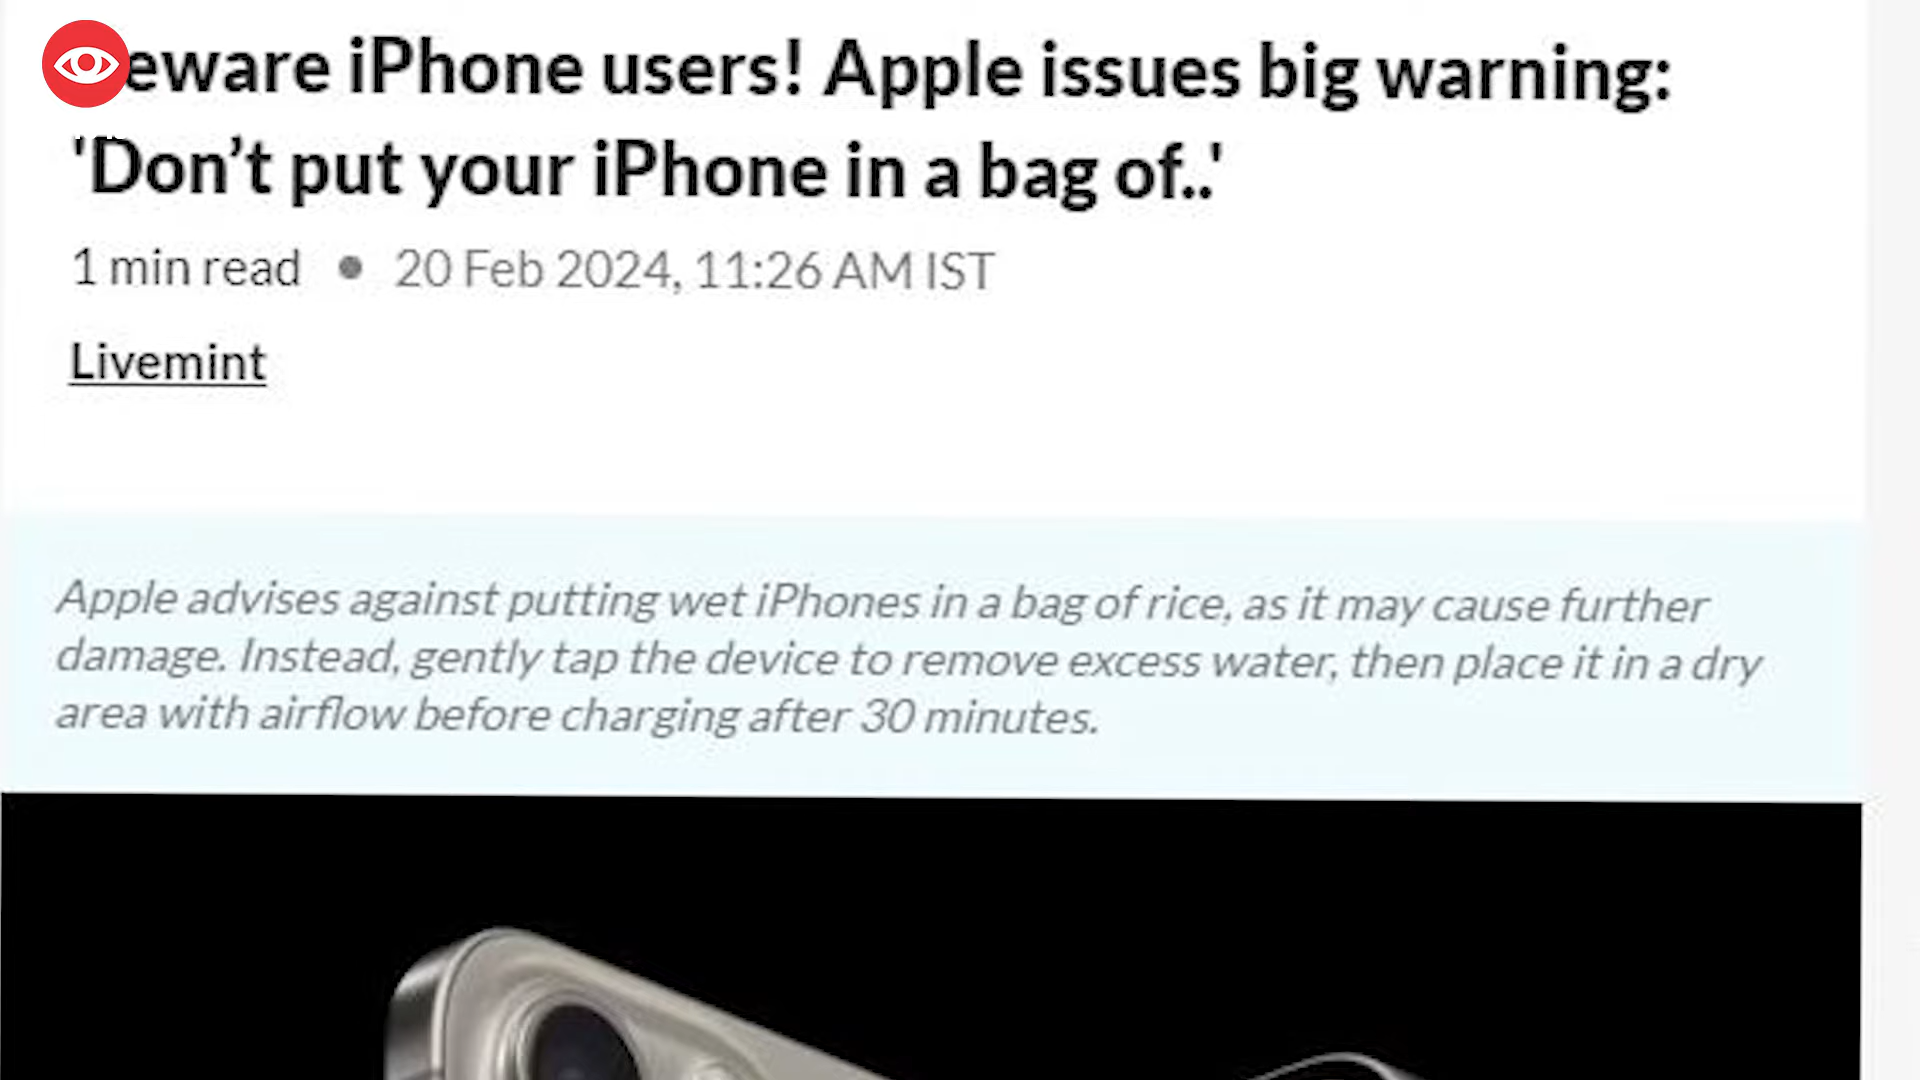 eware iPhone users! Apple issues big warning:
'Don’t put your iPhone in a bag of..'
1 min read • 20 Feb 2024, 11:26 AM IST
Livemint
Apple advises against putting wet iPhones in a bag of rice, as it may cause further
damage. Instead, gently tap the device to remove excess water, then place it in a dry
area with airflow before charging after 30 minutes.